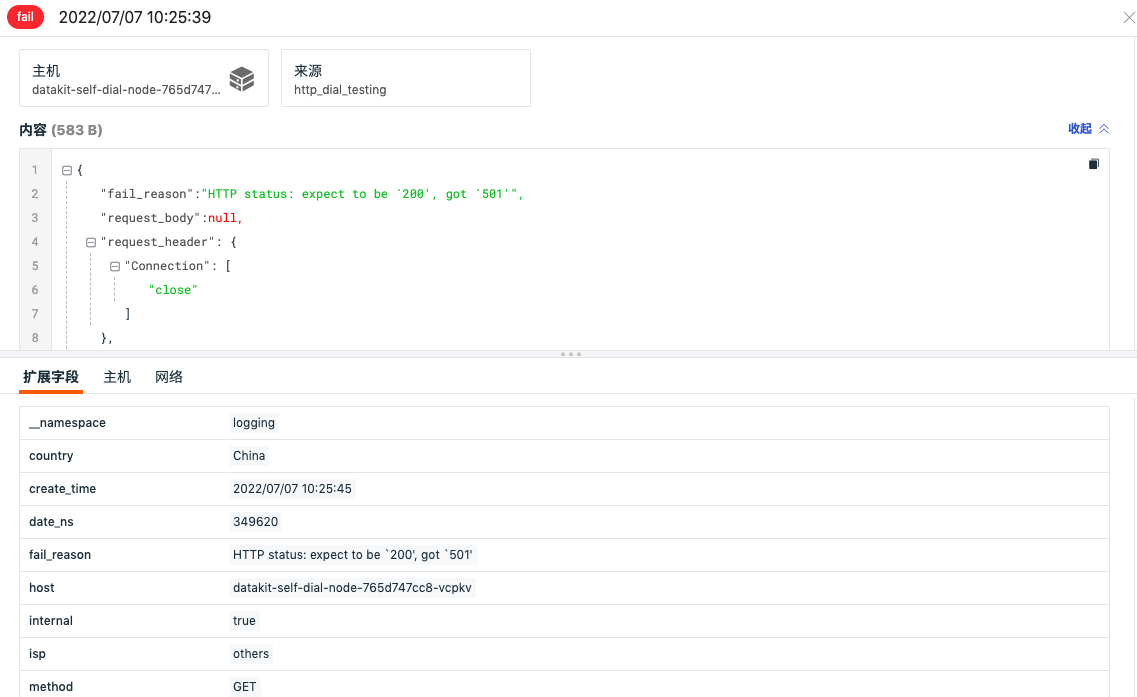 fail 2022/07/07 10:25:39
主机
datakit-self-dial-node-765d747...
来源
http_dial_testing
内容 (583 B)
收起
1 {
2 "fail_reason":"HTTP status: expect to be `200', got `501'",
3 "request_body":null,
4 "request_header": {
5 "Connection": [
6 "close"
7 ]
8 },
扩展字段 主机 网络
__namespace logging
country China
create_time 2022/07/07 10:25:45
date_ns 349620
fail_reason HTTP status: expect to be `200', got `501'
host datakit-self-dial-node-765d747cc8-vcpkv
internal true
isp others
method GET